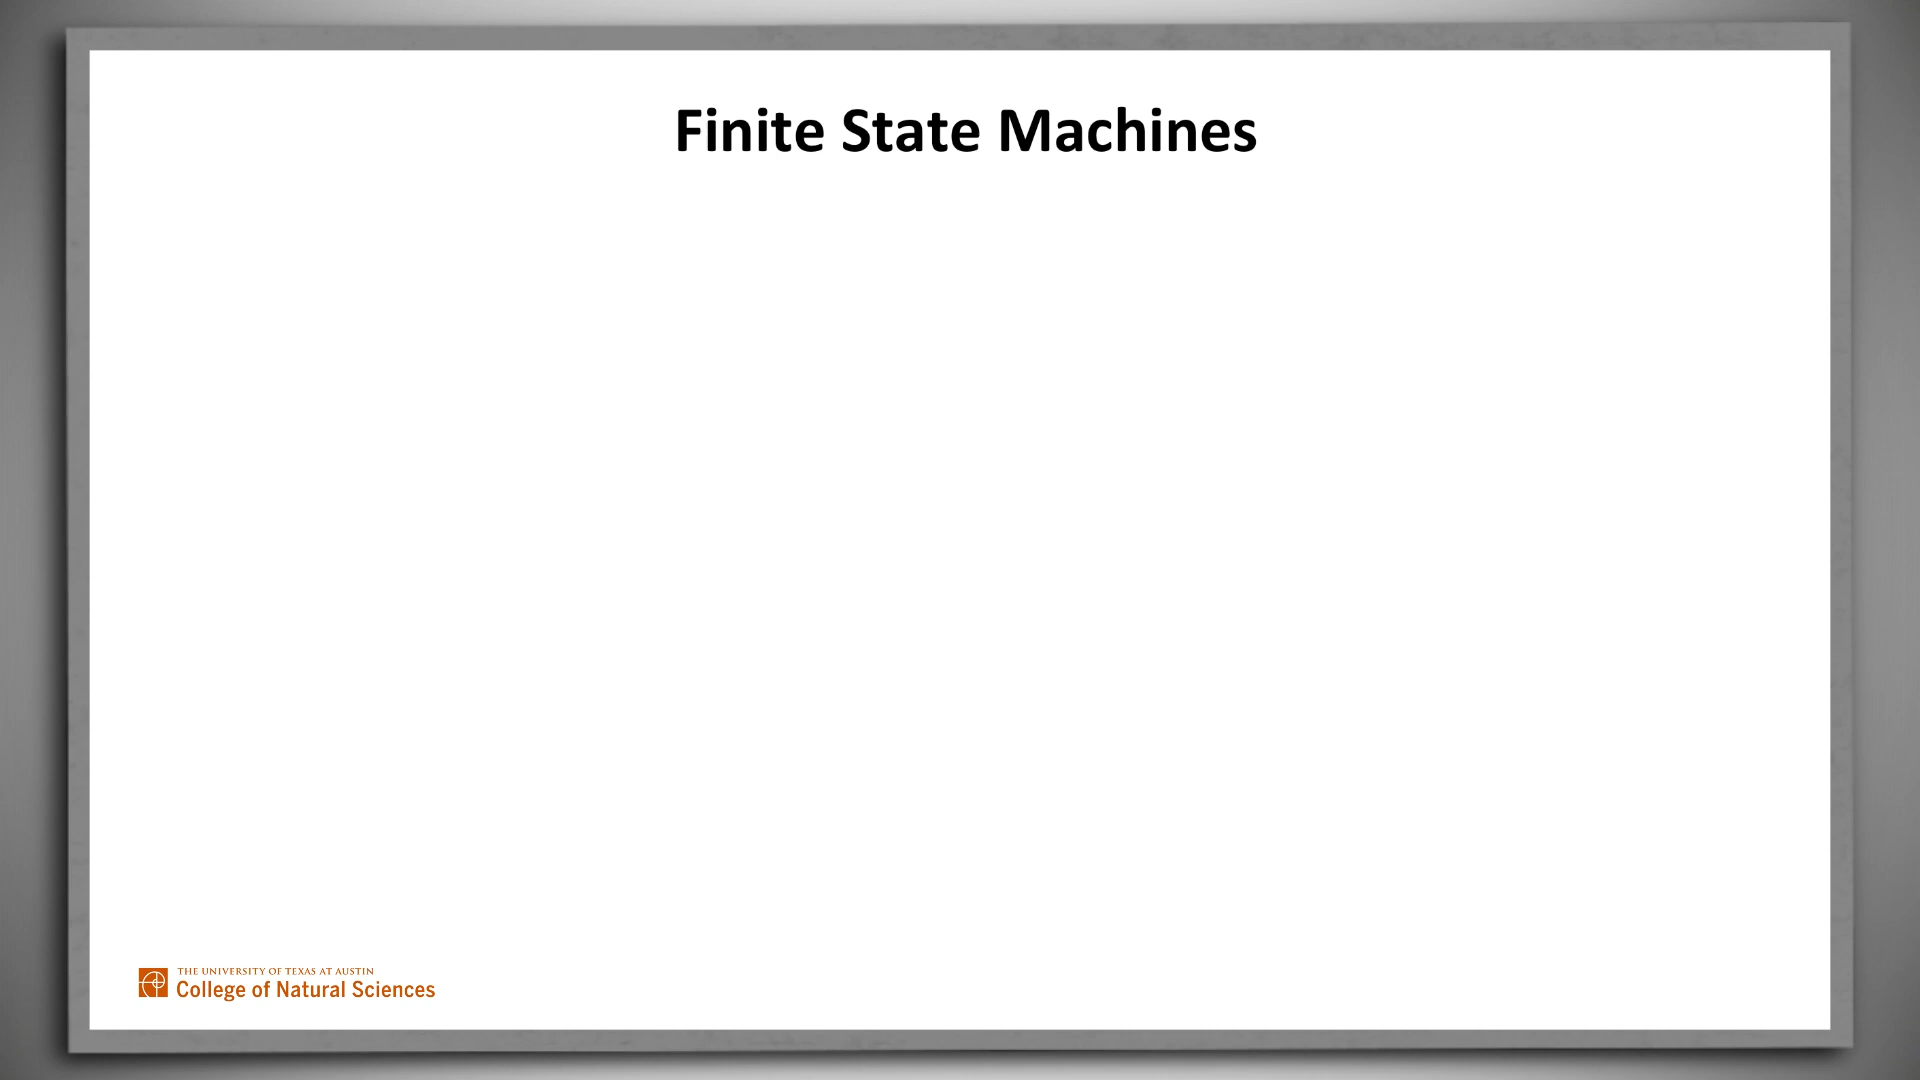 Finite State Machines
THE UNIVERSITY OF TEXAS AT AUSTIN
College of Natural Sciences